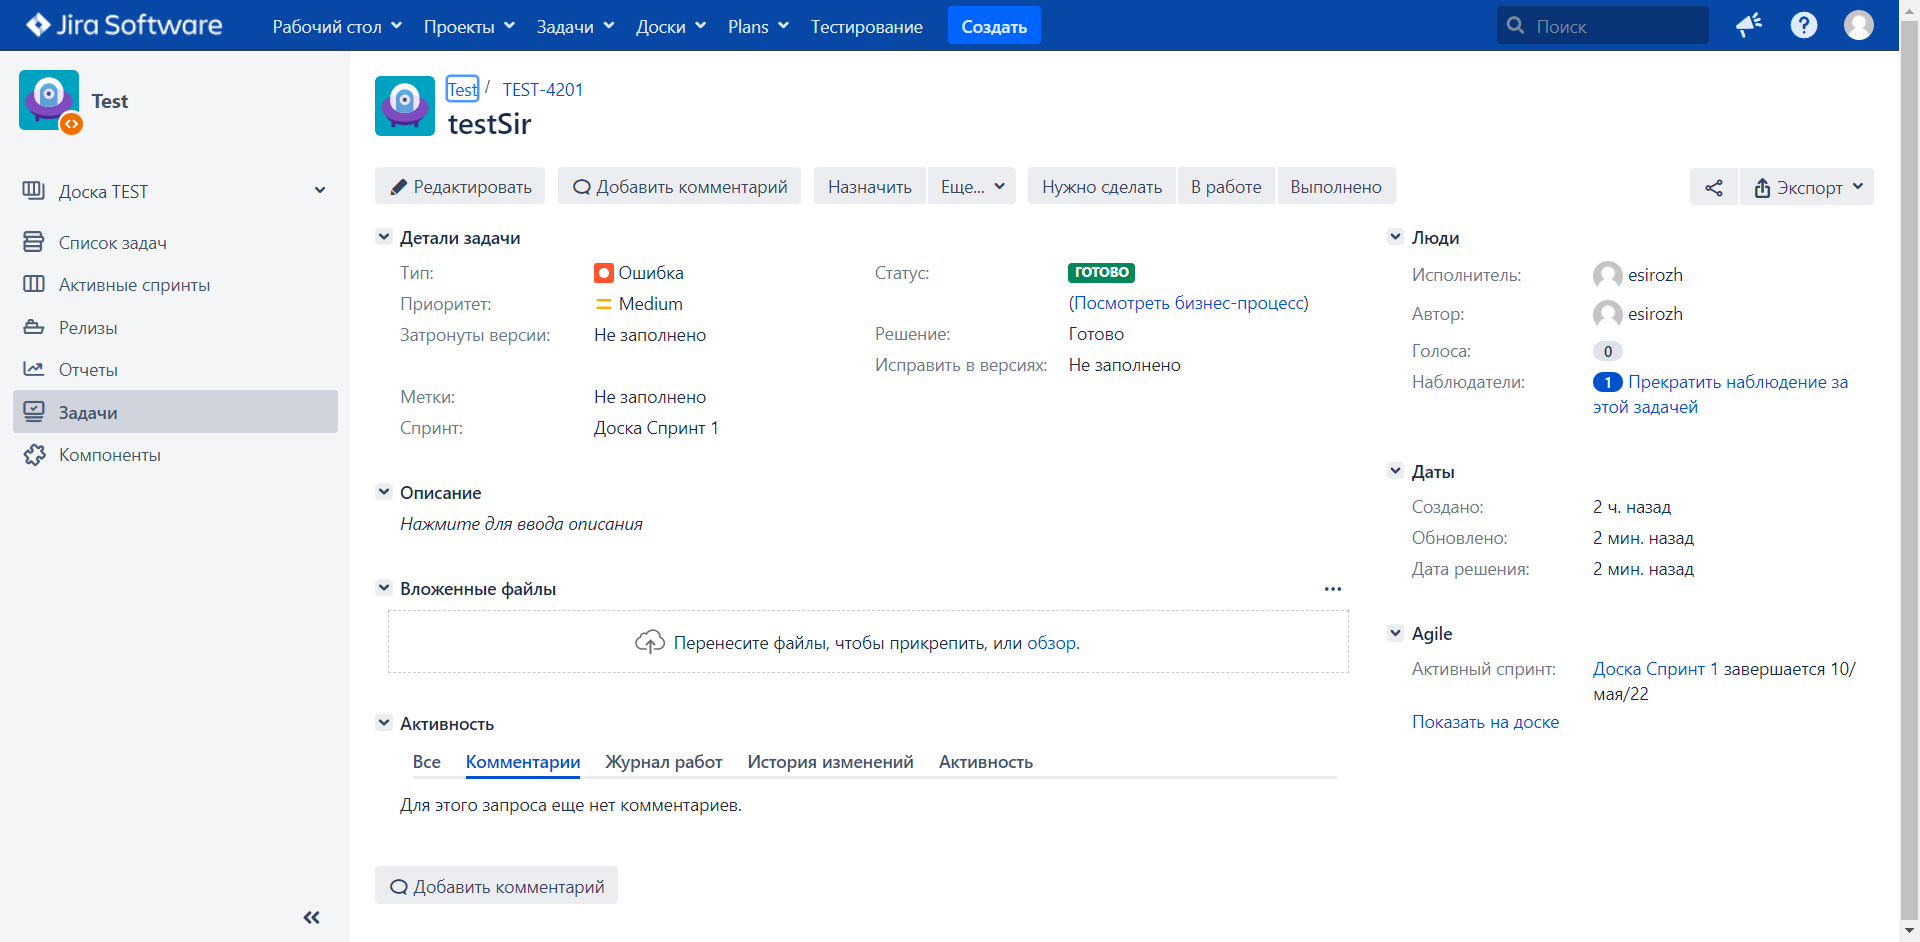 Jira Software Рабочий стол Проекты Задачи Доски Plans Тестирование Создать Поиск
Test
Доска TEST
Список задач
Активные спринты
Релизы
Отчеты
Задачи
Компоненты
Test / TEST-4201
testSir
Редактировать Добавить комментарий Назначить Еще... Нужно сделать В работе Выполнено Экспорт
Детали задачи
Тип: Ошибка
Приоритет: Medium
Затронуты версии: Не заполнено
Метки: Не заполнено
Спринт: Доска Спринт 1
Статус: ГОТОВО
(Посмотреть бизнес-процесс)
Решение: Готово
Исправить в версиях: Не заполнено
Описание
Нажмите для ввода описания
Вложенные файлы
Перенесите файлы, чтобы прикрепить, или обзор.
Активность
Все Комментарии Журнал работ История изменений Активность
Для этого запроса еще нет комментариев.
Добавить комментарий
Люди
Исполнитель: esirozh
Автор: esirozh
Голоса: 0
Наблюдатели: 1 Прекратить наблюдение за
этой задачей
Даты
Создано: 2 ч. назад
Обновлено: 2 мин. назад
Дата решения: 2 мин. назад
Agile
Активный спринт: Доска Спринт 1 завершается 10/
мая/22
Показать на доске